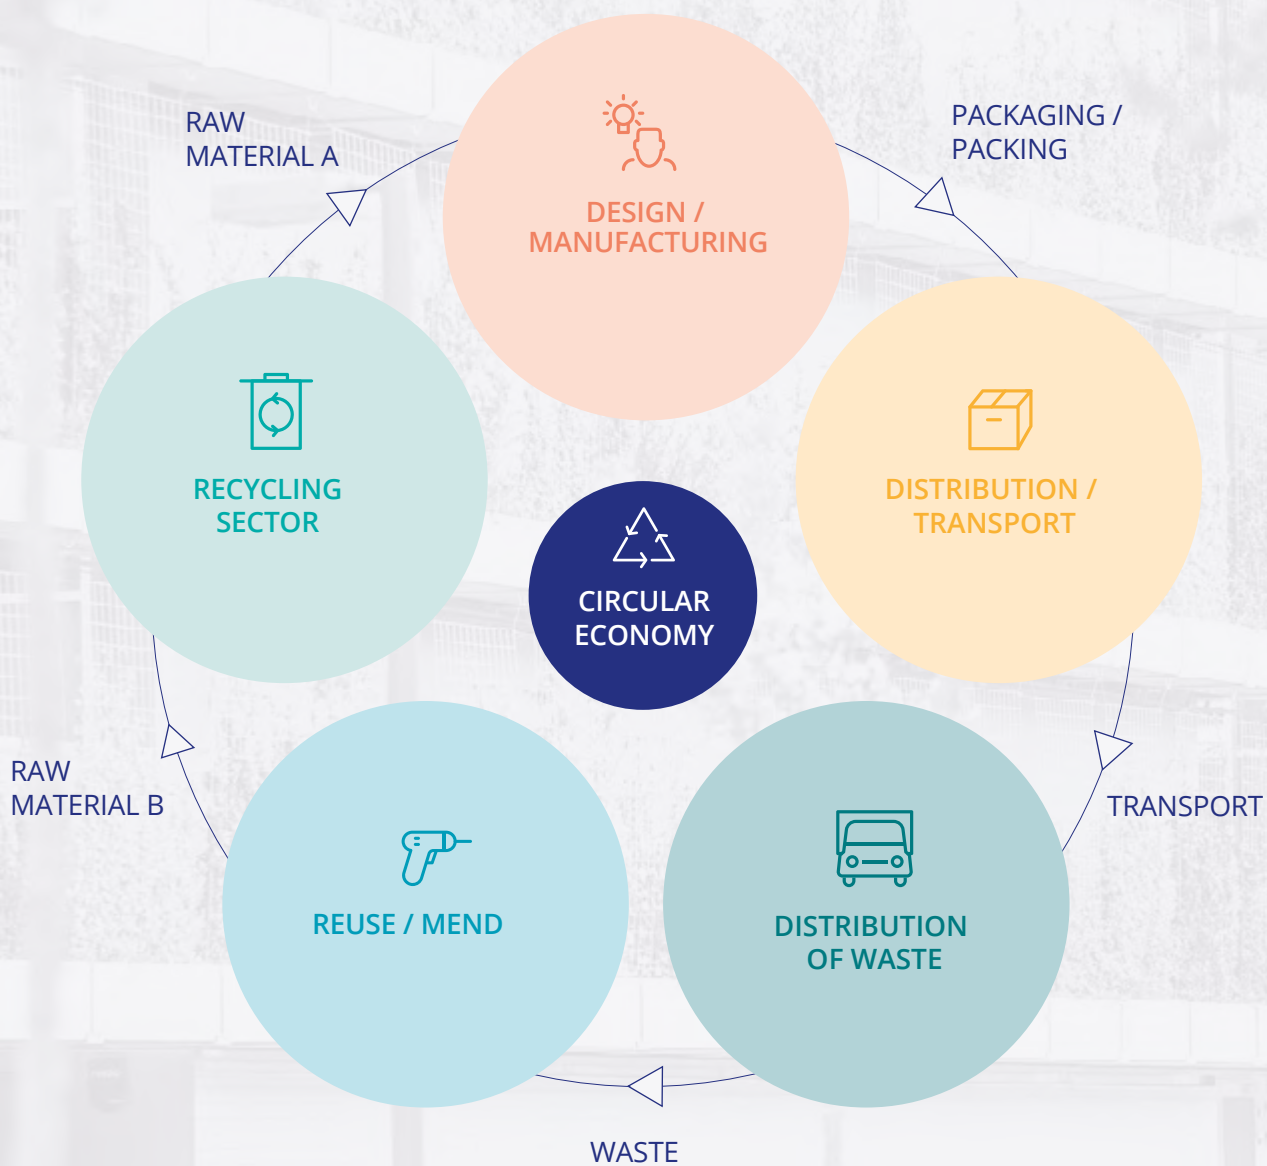 RAW
MATERIAL A
PACKAGING /
PACKING
DESIGN /
MANUFACTURING
RECYCLING
SECTOR
DISTRIBUTION /
TRANSPORT
CIRCULAR
ECONOMY
RAW
MATERIAL B
TRANSPORT
REUSE / MEND
DISTRIBUTION
OF WASTE
WASTE